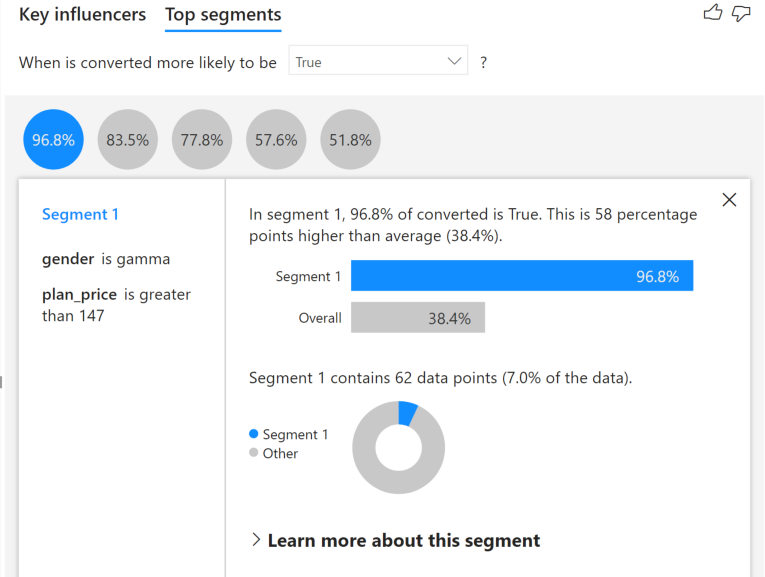 Key influencers Top segments
When is converted more likely to be True ?
96.8% 83.5% 77.8% 57.6% 51.8%
Segment 1
gender is gamma
plan_price is greater
than 147
In segment 1, 96.8% of converted is True. This is 58 percentage
points higher than average (38.4%).
Segment 1 96.8%
Overall 38.4%
Segment 1 contains 62 data points (7.0% of the data).
Segment 1
Other
Learn more about this segment